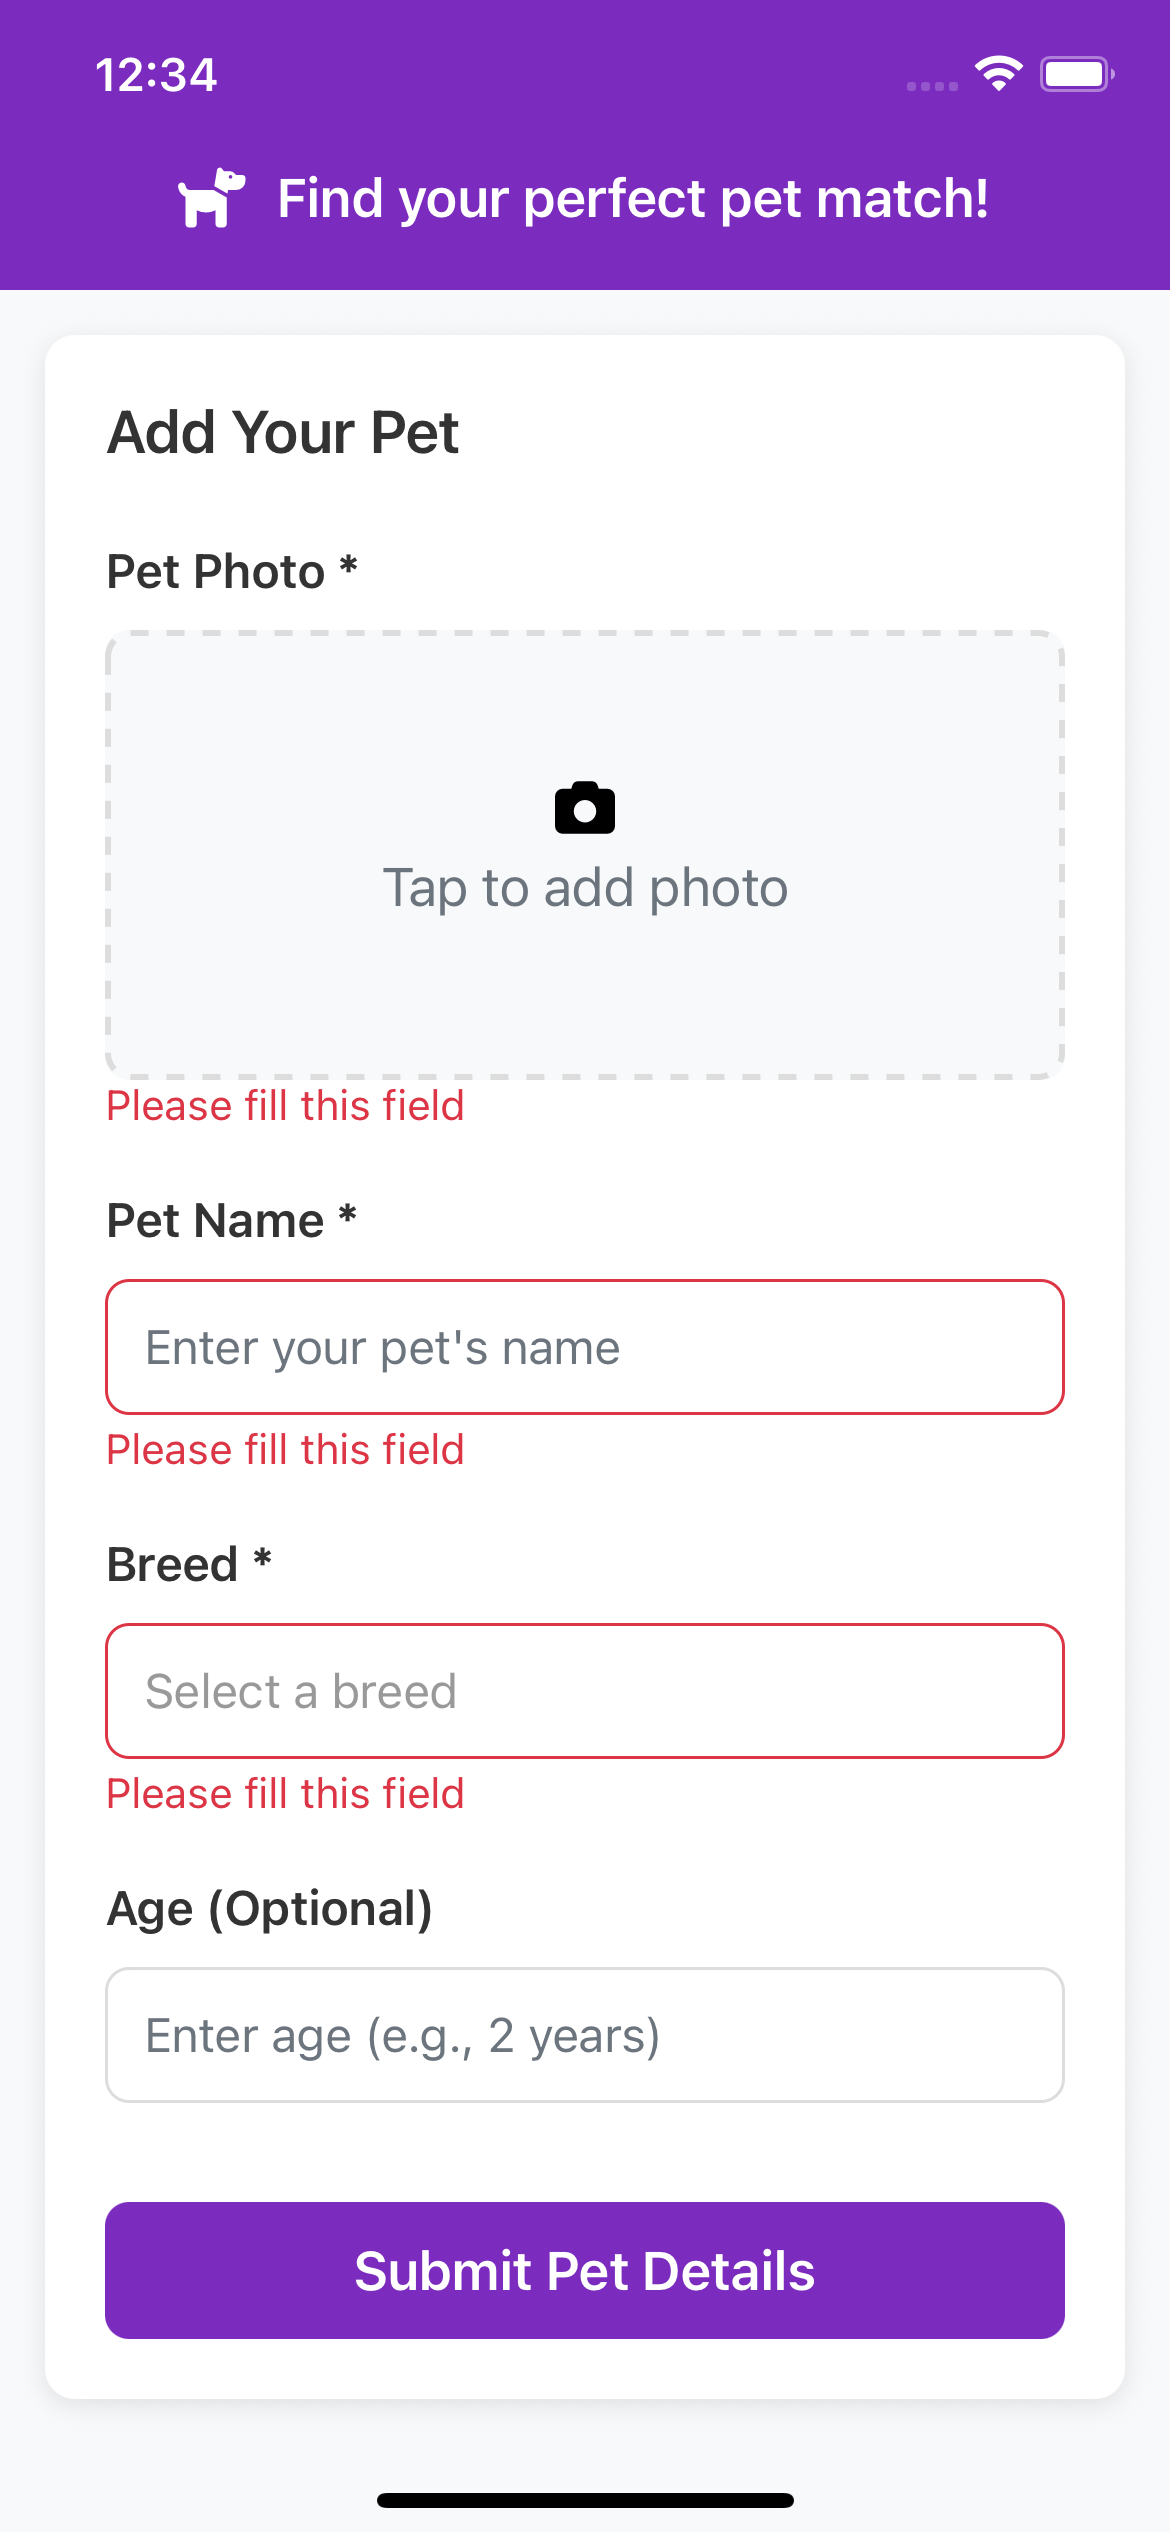 12:34
Find your perfect pet match!
Add Your Pet
Pet Photo *
Tap to add photo
Please fill this field
Pet Name *
Enter your pet's name
Please fill this field
Breed *
Select a breed
Please fill this field
Age (Optional)
Enter age (e.g., 2 years)
Submit Pet Details